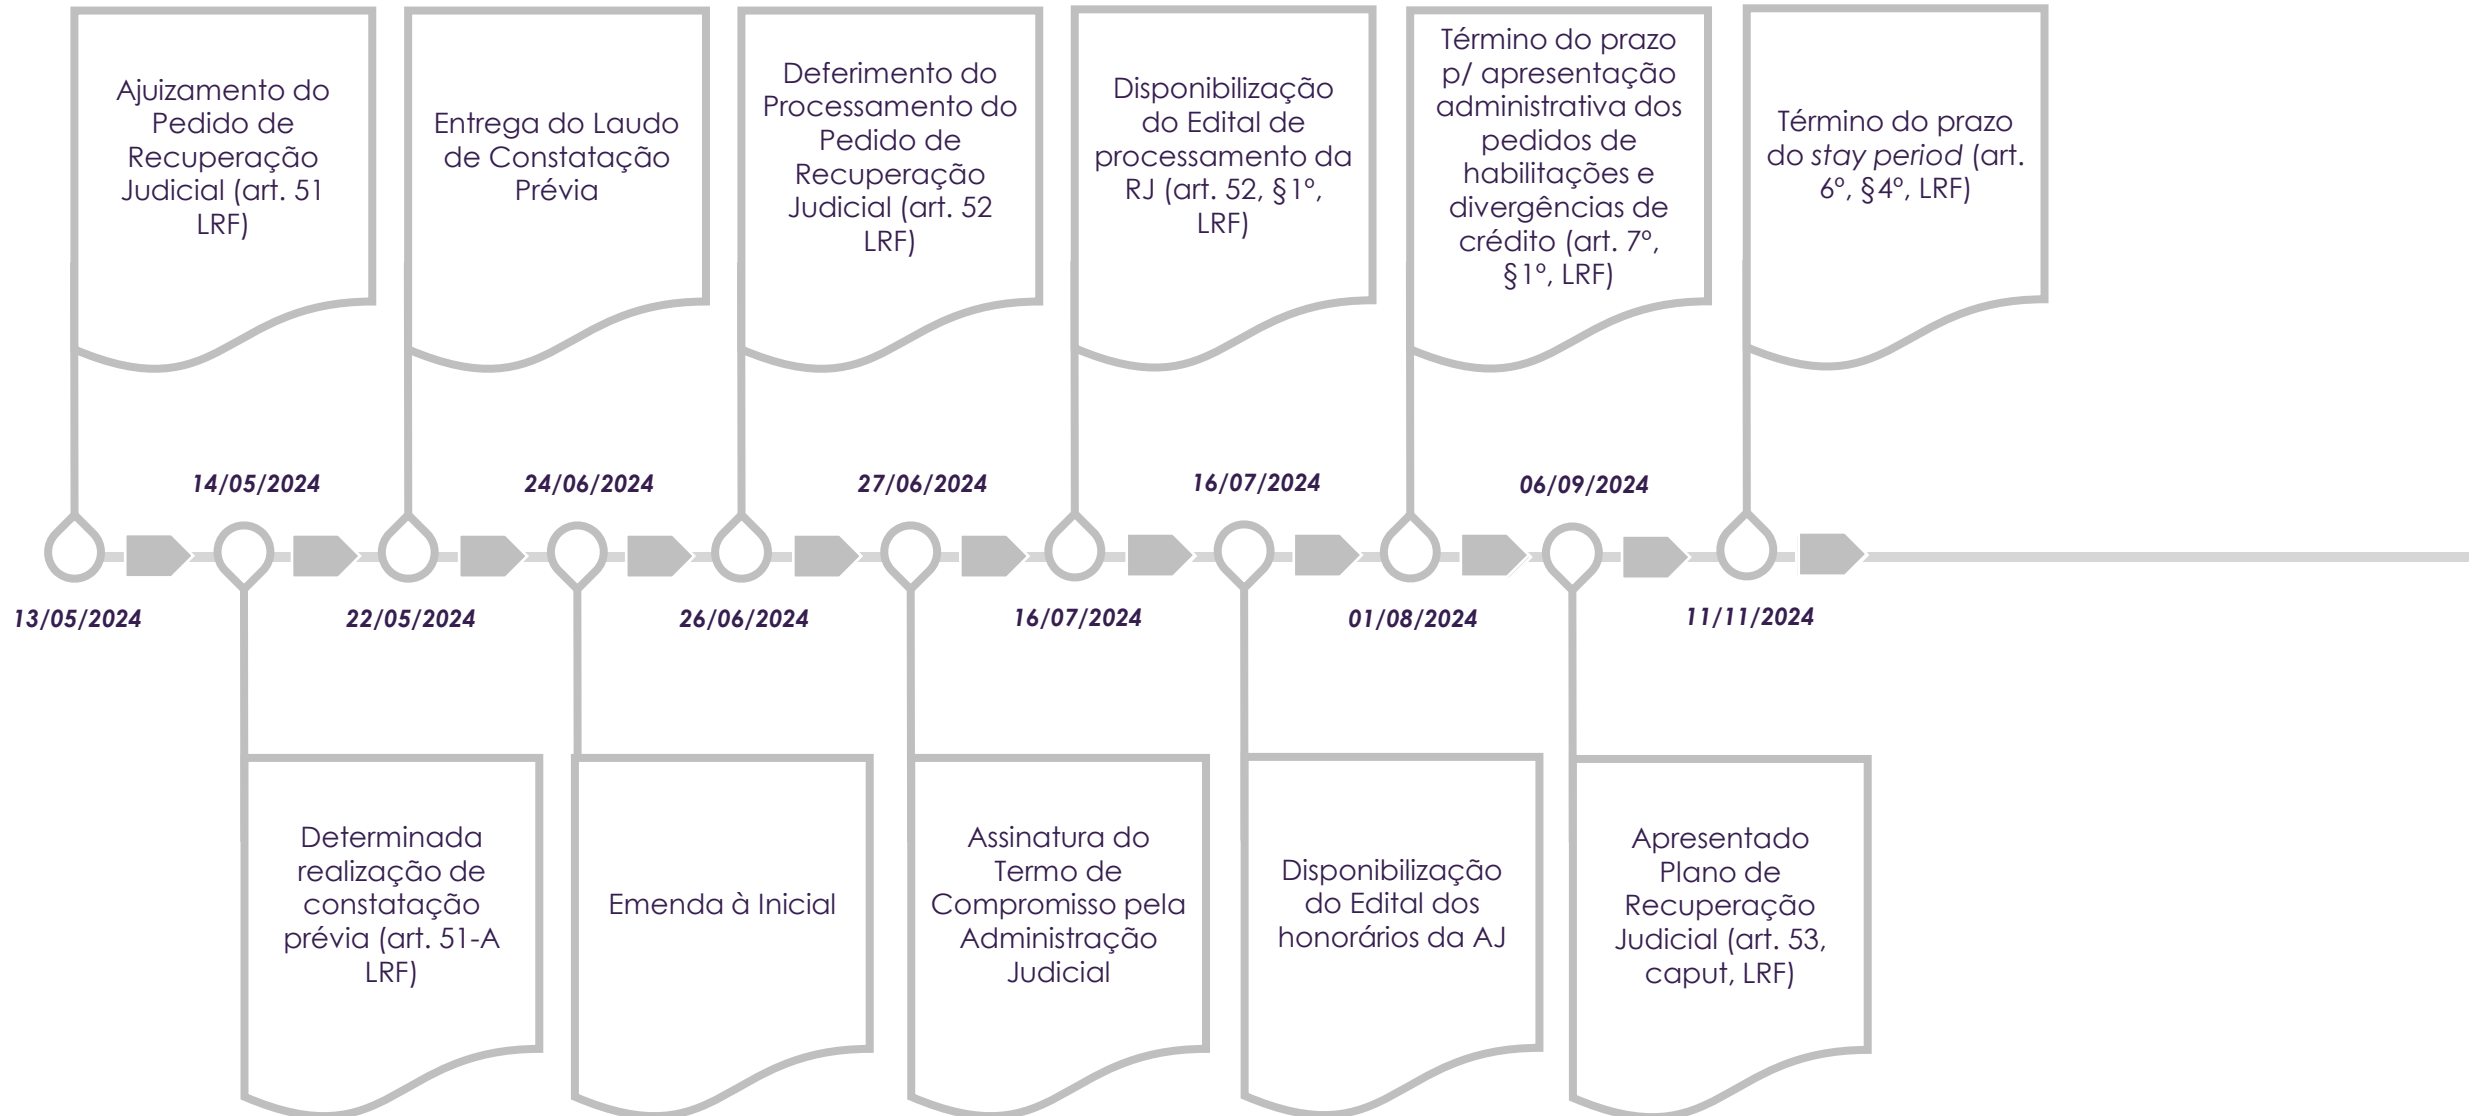 Ajuizamento do
Pedido de
Recuperação
Judicial (art. 51
LRF)
Entrega do Laudo
de Constatação
Prévia
Deferimento do
Processamento do
Pedido de
Recuperação
Judicial (art. 52
LRF)
Disponibilização
do Edital de
processamento da
RJ (art. 52, §1º,
LRF)
Término do prazo
p/ apresentação
administrativa dos
pedidos de
habilitações e
divergências de
crédito (art. 7º,
§1º, LRF)
Término do prazo
do stay period (art.
6º, §4º, LRF)
14/05/2024
24/06/2024
27/06/2024
16/07/2024
06/09/2024
13/05/2024
22/05/2024
26/06/2024
16/07/2024
01/08/2024
11/11/2024
Determinada
realização de
constatação
prévia (art. 51-A
LRF)
Emenda à Inicial
Assinatura do
Termo de
Compromisso pela
Administração
Judicial
Disponibilização
do Edital dos
honorários da AJ
Apresentado
Plano de
Recuperação
Judicial (art. 53,
caput, LRF)